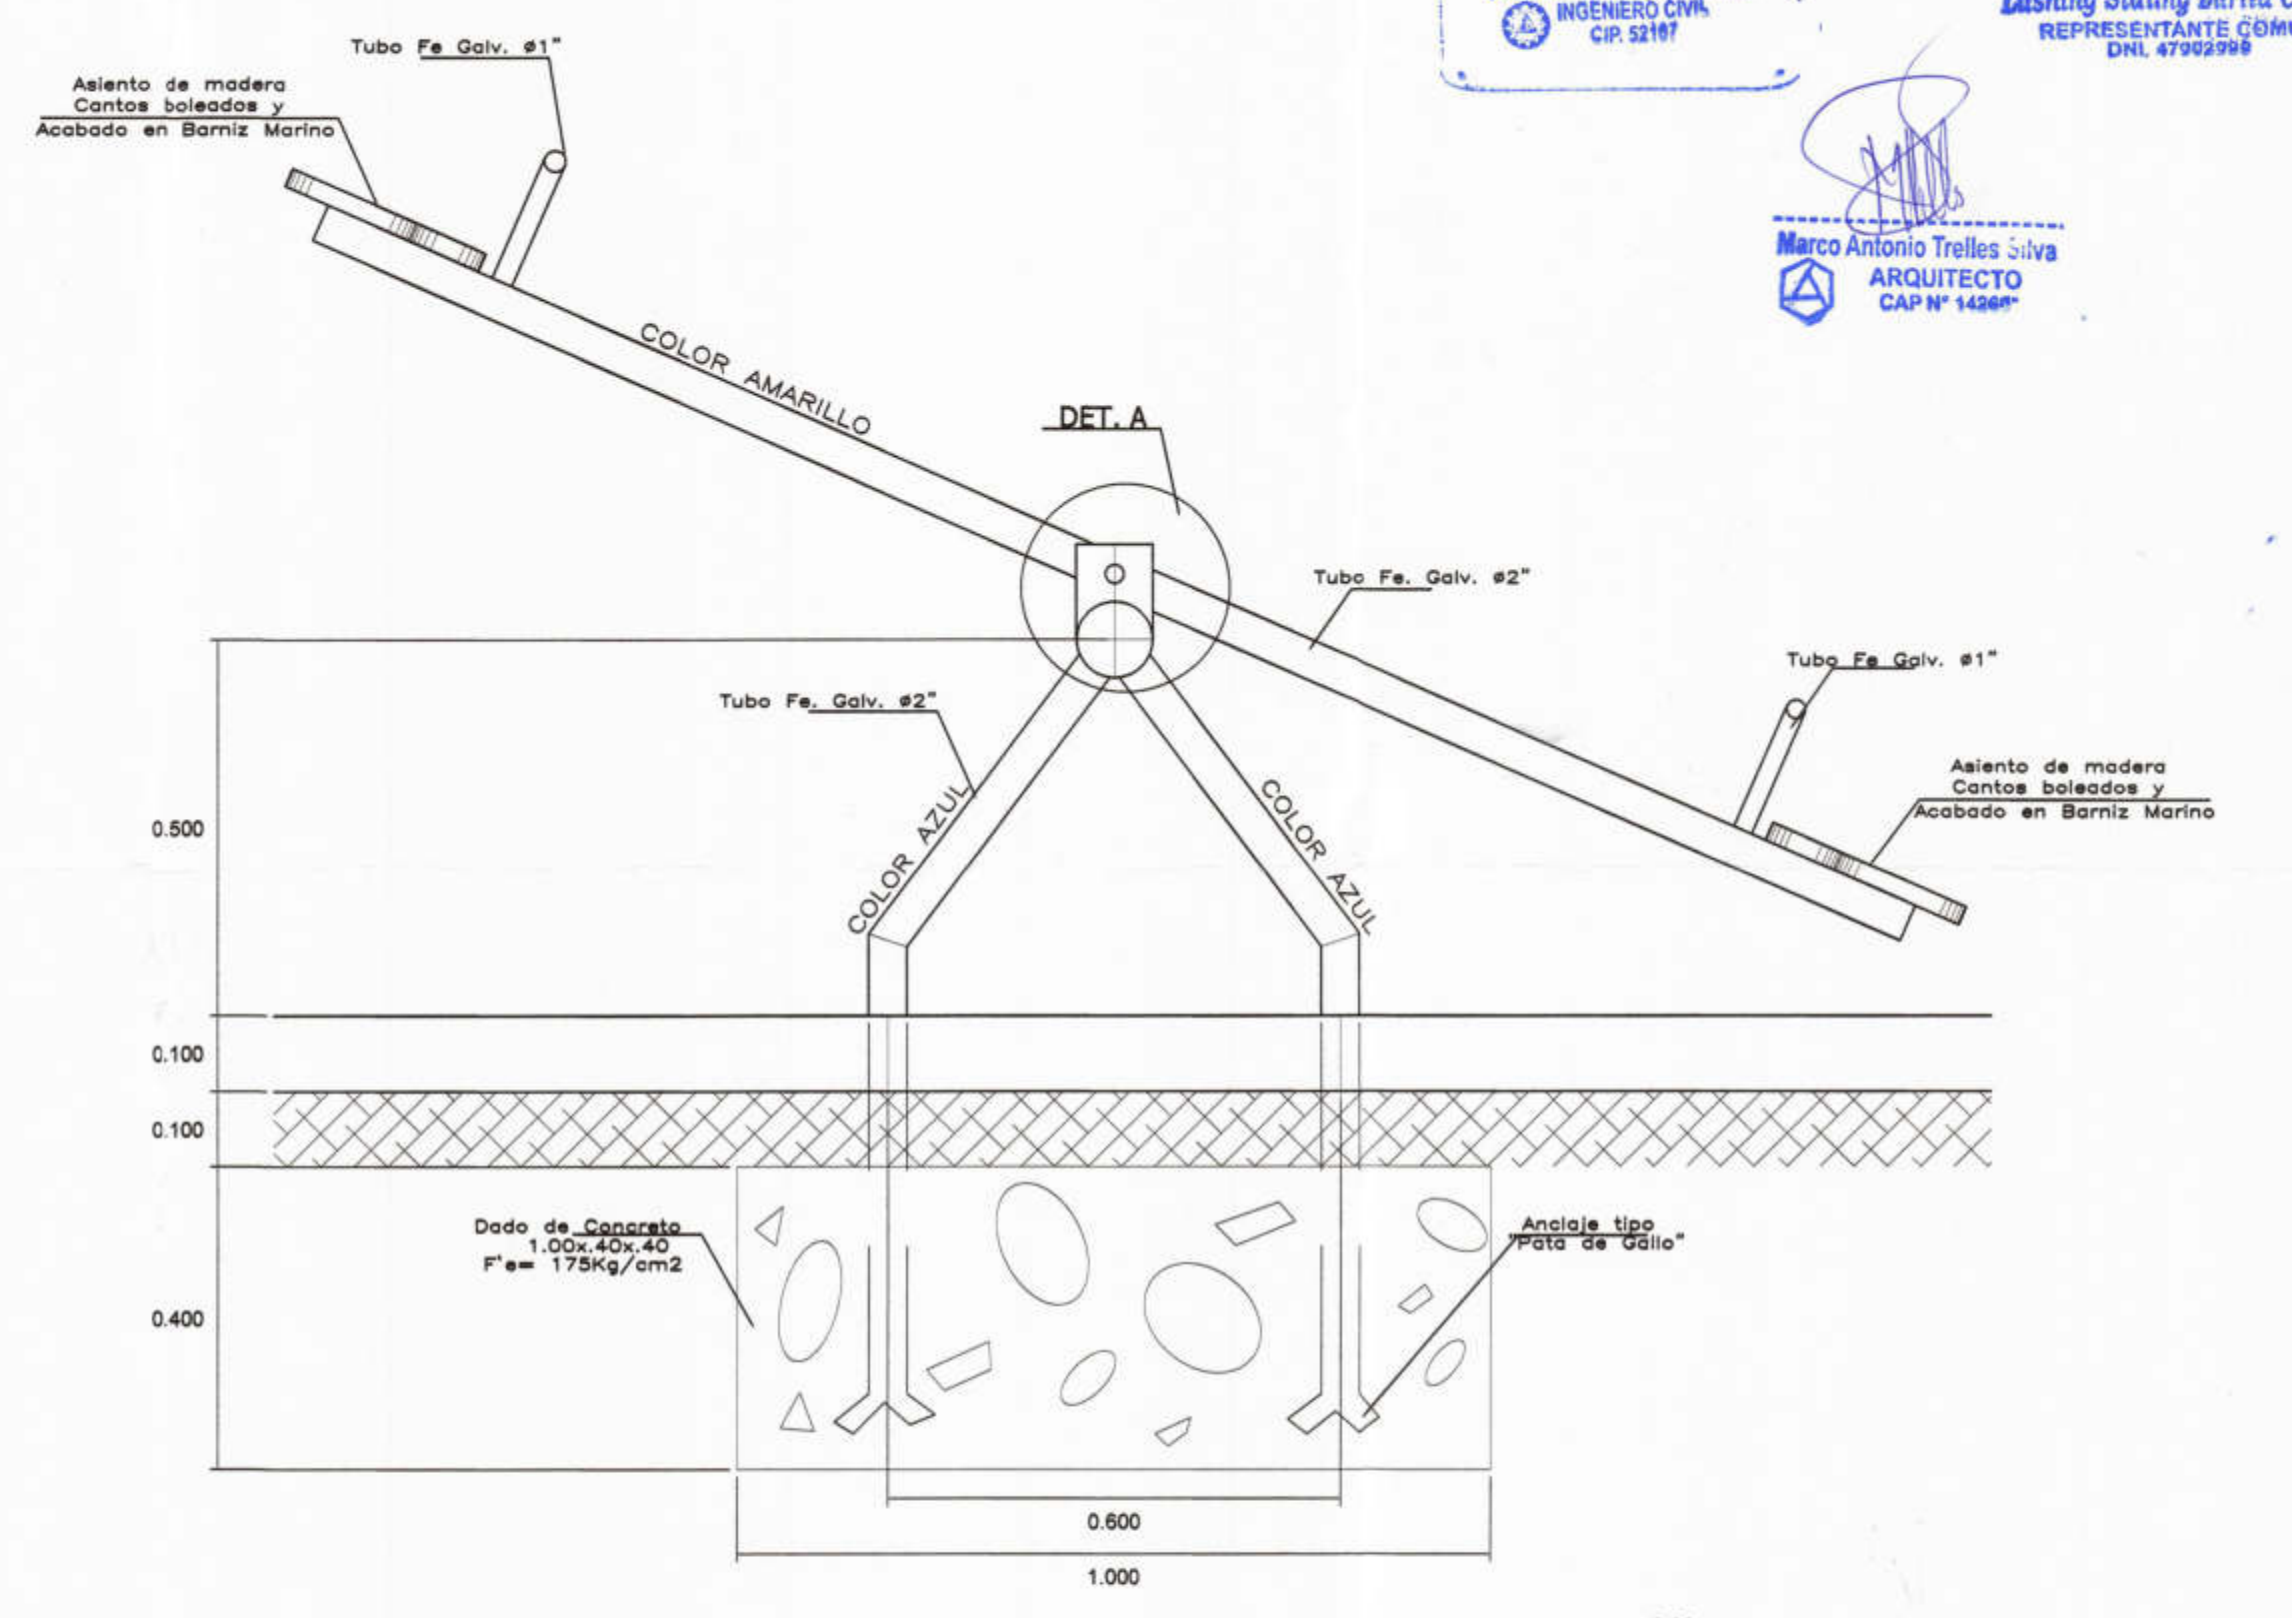 INGENIERO CIVIL
CIP. 52107
REPRESENTANTE
DNI. 47902999
Tubo Fe Galv. ø1"
Asiento de madera
Cantos boleados y
Acabado en Barniz Marino
Marco Antonio Trelles Silva
ARQUITECTO
CAP N°
COLOR AMARILLO
DET. A
Tubo Fe. Galv. ø2"
Tubo Fe Galv. ø1"
Tubo Fe. Galv. ø2"
Asiento de madera
Cantos boleados y
Acabado en Barniz Marino
COLOR AZUL
COLOR AZUL
0.500
0.100
0.100
Dado de Concreto
1.00x.40x.40
F'e= 175Kg/cm2
Anclaje tipo
"Pata de Gallo"
0.400
0.600
1.000